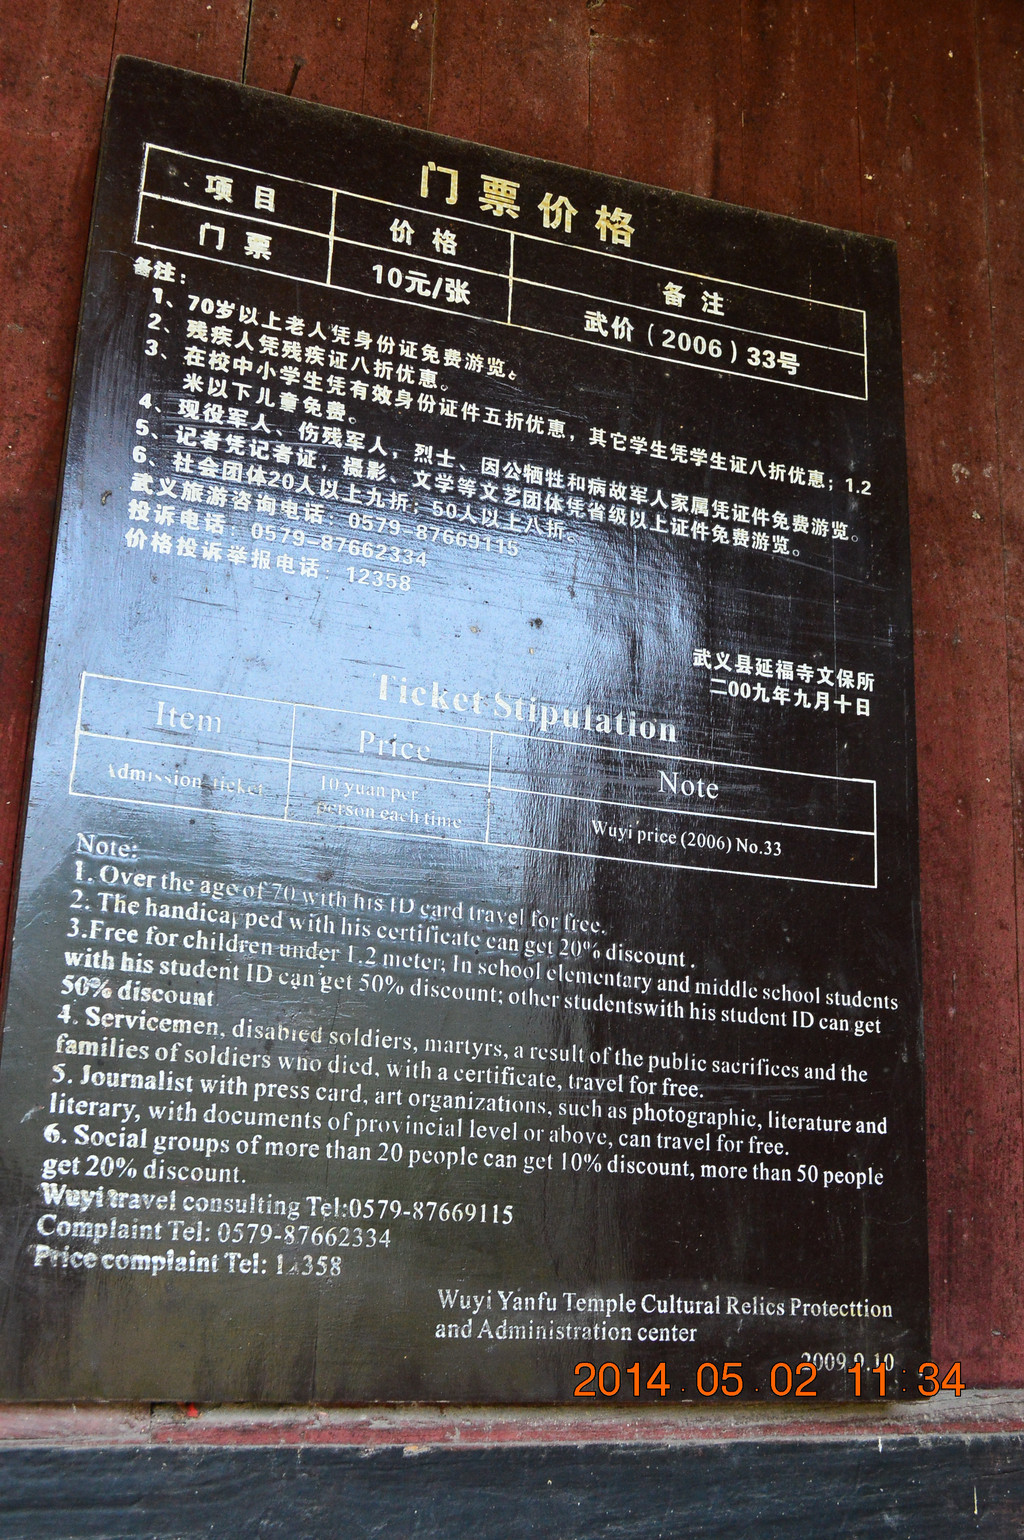 门票价格
项目 价格 备注
门票 10元/张 武价（2006）33号
备注：
1、70岁以上老人凭身份证免费游览。
2、残疾人凭残疾证八折优惠。
3、在校中小学生凭有效身份证件五折优惠，其它学生凭学生证八折优惠；1.2
米以下儿童免费。
4、现役军人、伤残军人，烈士、因公牺牲和病故军人家属凭证件免费游览。
5、记者凭记者证，摄影、文学等文艺团体凭省级以上证件免费游览。
6、社会团体20人以上九折；50人以上八折。
武义旅游咨询电话：0579-87669115
投诉电话：0579-87662334
价格投诉举报电话：12358
武义县延福寺文保所
二00九年九月十日
Ticket Stipulation
Item Price Note
Admission ticket 10 yuan per person each time Wuyi price (2006) No.33
Note:
1. Over the age of 70 with his ID card travel for free.
2. The handicapped with his certificate can get 20% discount .
3.Free for children under 1.2 meter; In school elementary and middle school students
with his student ID can get 50% discount; other studentswith his student ID can get
50% discount
4. Servicemen, disabled soldiers, martyrs, a result of the public sacrifices and the
families of soldiers who died, with a certificate, travel for free.
5. Journalist with press card, art organizations, such as photographic, literature and
literary, with documents of provincial level or above, can travel for free.
6. Social groups of more than 20 people can get 10% discount, more than 50 people
get 20% discount.
Wuyi travel consulting Tel:0579-87669115
Complaint Tel: 0579-87662334
Price complaint Tel: 12358
Wuyi Yanfu Temple Cultural Relics Protecttion
and Administration center
2009.9.10
2014.05.02 11:34